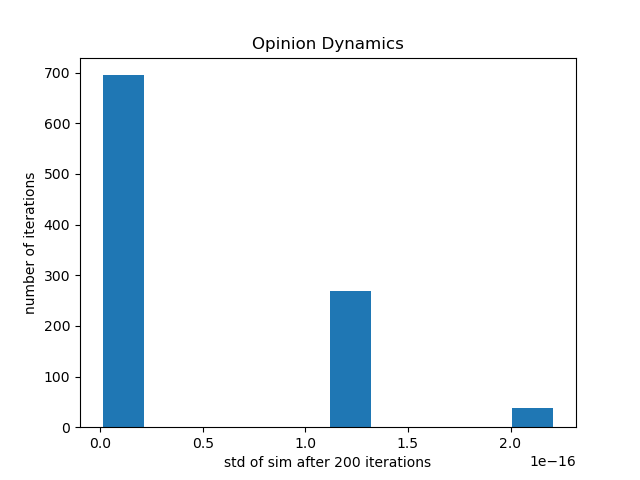 Opinion Dynamics
700
600
500
400
300
200
100
0
number of iterations
0.0 0.5 1.0 1.5 2.0
1e−16
std of sim after 200 iterations